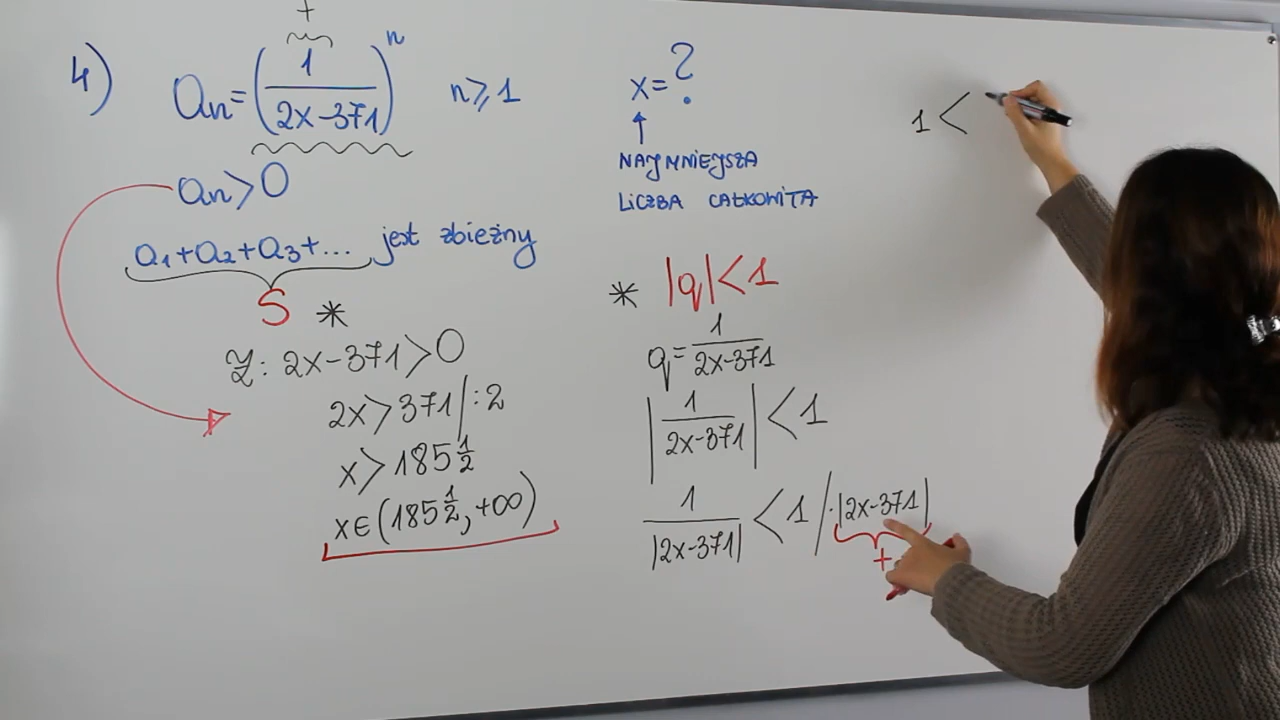 +
4) an = (1/(2x-371))^n n ⩾ 1
an > 0
a1+a2+a3+... jest zbieżny
S *
Z: 2x-371 > 0
2x > 371 /:2
x > 185 1/2
x ∈ (185 1/2, +∞)
x = ?
NAJMNIEJSZA
LICZBA CAŁKOWITA
* |q| < 1
q = 1/(2x-371)
|1/(2x-371)| < 1
1/|2x-371| < 1 /·|2x-371|
+
1 <